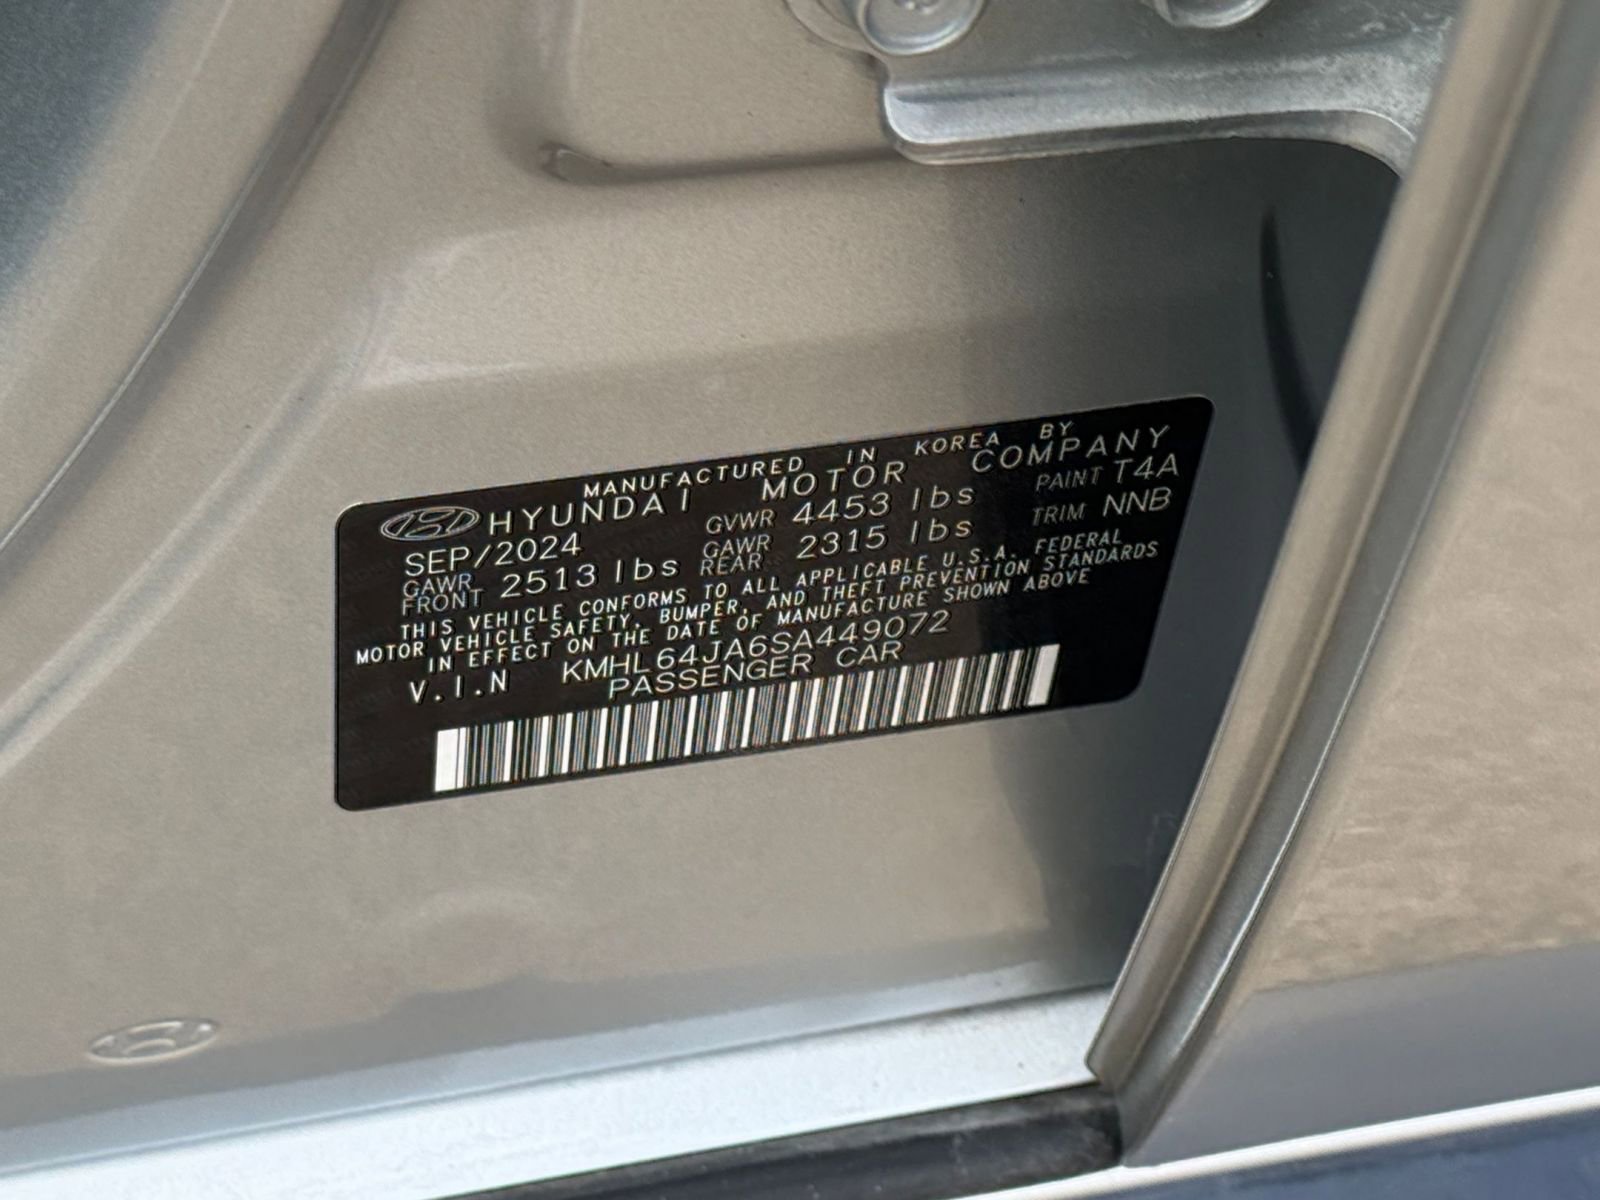 MANUFACTURED IN KOREA BY
HYUNDAI MOTOR COMPANY
SEP/2024 GVWR 4453 lbs PAINT T4A
GAWR FRONT 2513 lbs GAWR REAR 2315 lbs TRIM NNB
THIS VEHICLE CONFORMS TO ALL APPLICABLE U.S.A. FEDERAL
MOTOR VEHICLE SAFETY, BUMPER, AND THEFT PREVENTION STANDARDS
IN EFFECT ON THE DATE OF MANUFACTURE SHOWN ABOVE
V.I.N KMHL64JA6SA449072
PASSENGER CAR